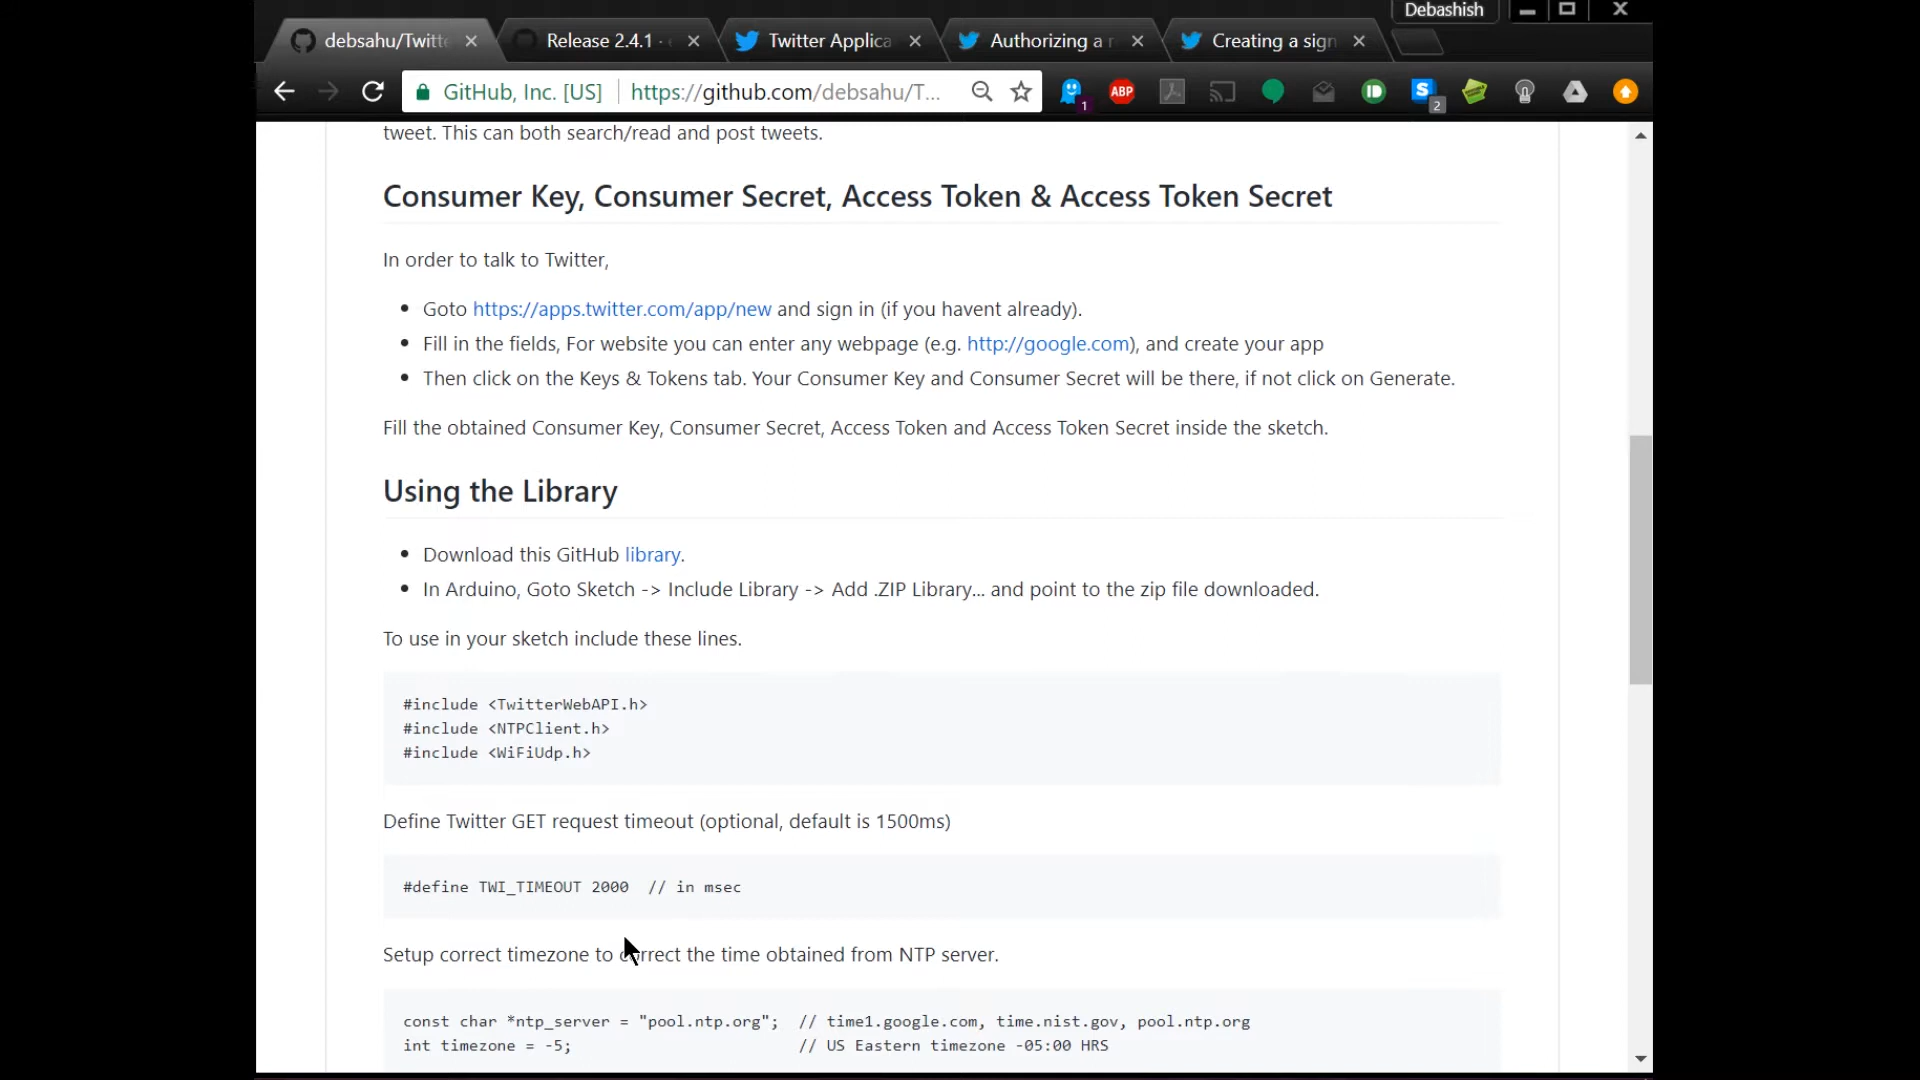 Debashish
debsahu/Twitte
Release 2.4.1 ·
Twitter Applica
Authorizing a r
Creating a sign
GitHub, Inc. [US]
https://github.com/debsahu/T...
1
ABP
S
2
tweet. This can both search/read and post tweets.
Consumer Key, Consumer Secret, Access Token & Access Token Secret
In order to talk to Twitter,
Goto https://apps.twitter.com/app/new and sign in (if you havent already).
Fill in the fields, For website you can enter any webpage (e.g. http://google.com), and create your app
Then click on the Keys & Tokens tab. Your Consumer Key and Consumer Secret will be there, if not click on Generate.
Fill the obtained Consumer Key, Consumer Secret, Access Token and Access Token Secret inside the sketch.
Using the Library
Download this GitHub library.
In Arduino, Goto Sketch -> Include Library -> Add .ZIP Library... and point to the zip file downloaded.
To use in your sketch include these lines.
#include <TwitterWebAPI.h>
#include <NTPClient.h>
#include <WiFiUdp.h>
Define Twitter GET request timeout (optional, default is 1500ms)
#define TWI_TIMEOUT 2000 // in msec
Setup correct timezone to correct the time obtained from NTP server.
const char *ntp_server = "pool.ntp.org"; // time1.google.com, time.nist.gov, pool.ntp.org
int timezone = -5; // US Eastern timezone -05:00 HRS